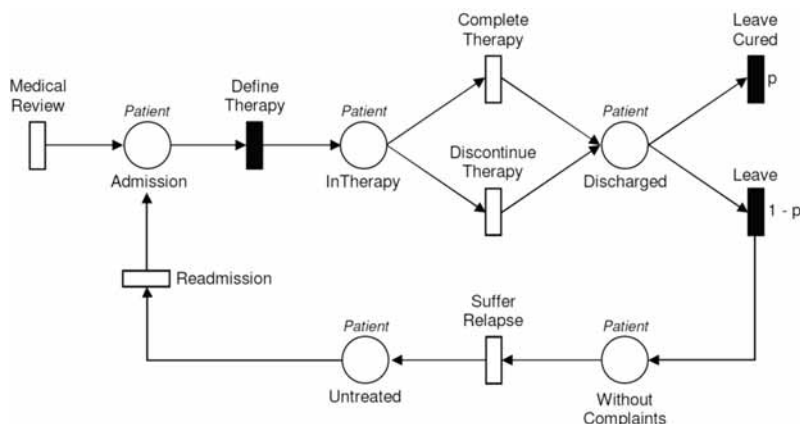 Complete
Therapy
Leave
Cured
p
Medical
Review
Define
Therapy
Patient
Patient
Patient
Admission
InTherapy
Discontinue
Therapy
Discharged
Leave
1 - p
Readmission
Suffer
Relapse
Patient
Patient
Untreated
Without
Complaints